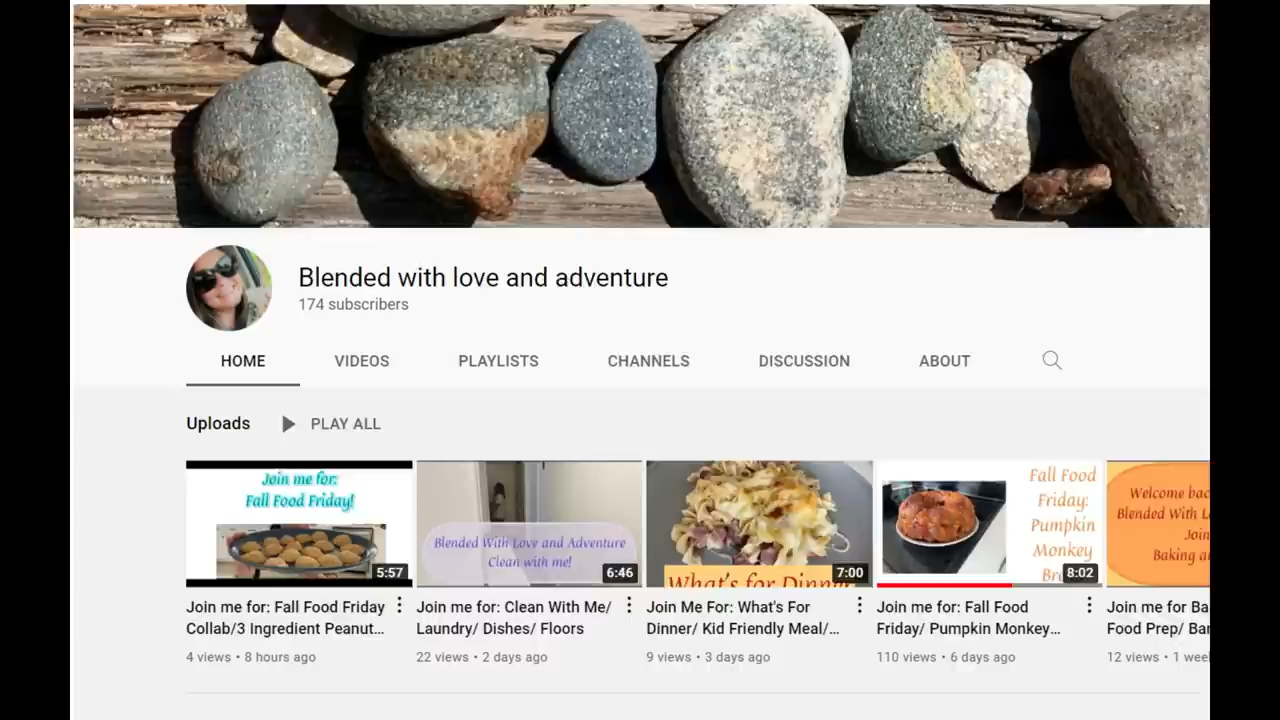 Blended with love and adventure
174 subscribers
HOME VIDEOS PLAYLISTS CHANNELS DISCUSSION ABOUT
Uploads PLAY ALL
Join me for:
Fall Food Friday!
5:57
Blended With Love and Adventure
Clean with me!
6:46
What's for Dinner
7:00
Fall Food
Friday:
Pumpkin
Monkey
8:02
Welcome
Blended With
Join
Baking
Join me for: Fall Food Friday
Collab/3 Ingredient Peanut...
4 views • 8 hours ago
Join me for: Clean With Me/
Laundry/ Dishes/ Floors
22 views • 2 days ago
Join Me For: What's For
Dinner/ Kid Friendly Meal/...
9 views • 3 days ago
Join me for: Fall Food
Friday/ Pumpkin Monkey...
110 views • 6 days ago
Join me for Ba
Food Prep/ Ba
12 views • 1 wee